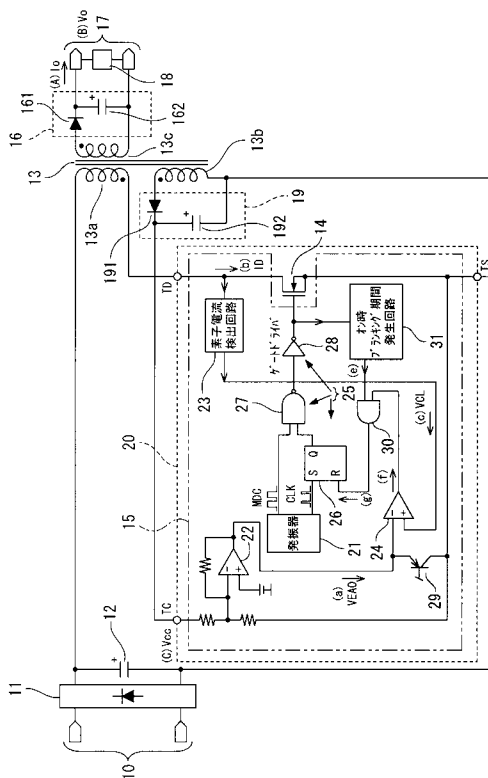 (B)Vo
(A) Io
17
18
161
162
16
13
13a
13c
13b
19
191
192
11
12
10
(C)Vcc
20
15
TC
TD
TS
(b) ID
14
素子電流
検出回路
23
ゲートドライバ
28
27
25
オン時
ブランキング期間
発生回路
31
(e)
30
(c)VCL
(f)
(g)
24
29
MDC
CLK
S
Q
R
26
発振器
21
22
(a)
VEAO